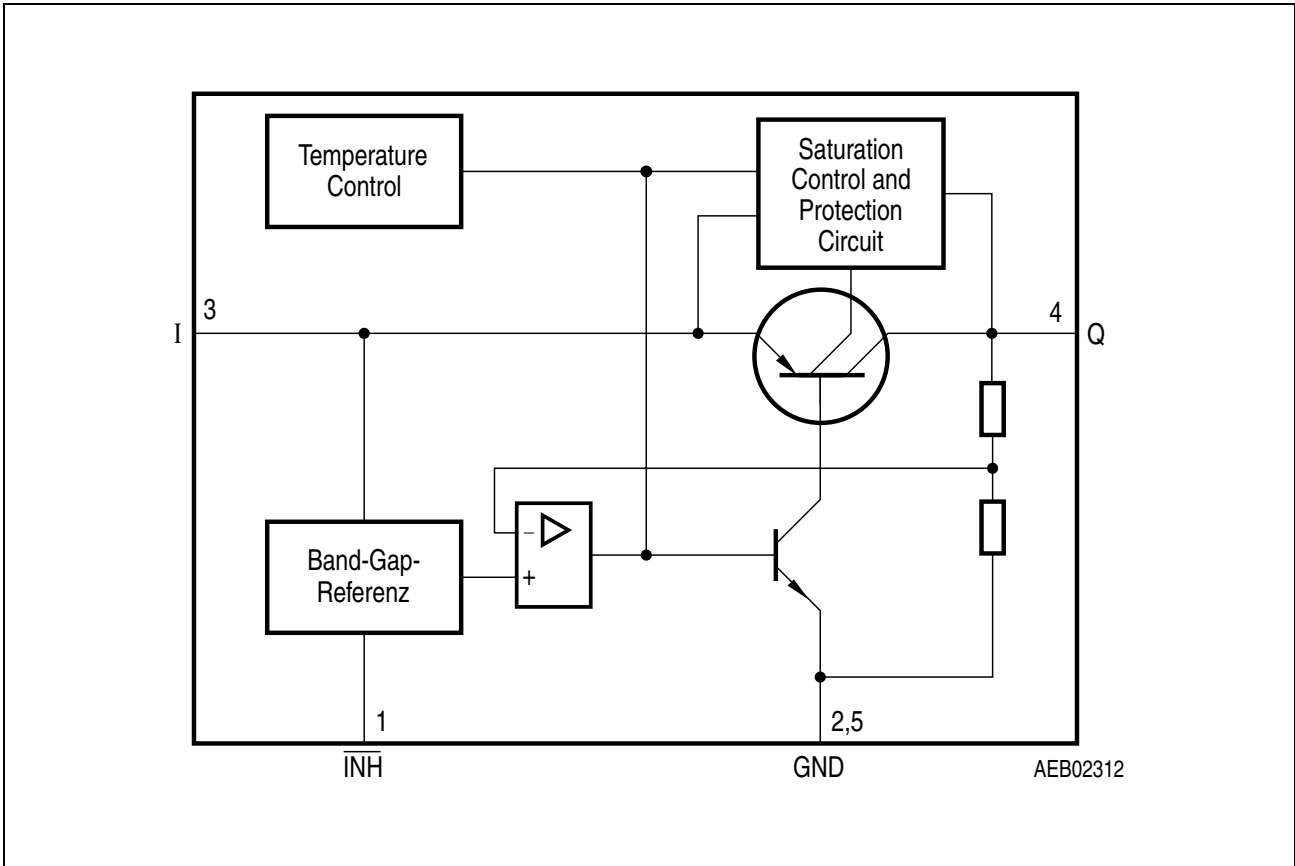 Temperature
Control
Saturation
Control and
Protection
Circuit
3
I
4
Q
Band-Gap-
Referenz
−
+
1
2,5
INH
GND
AEB02312